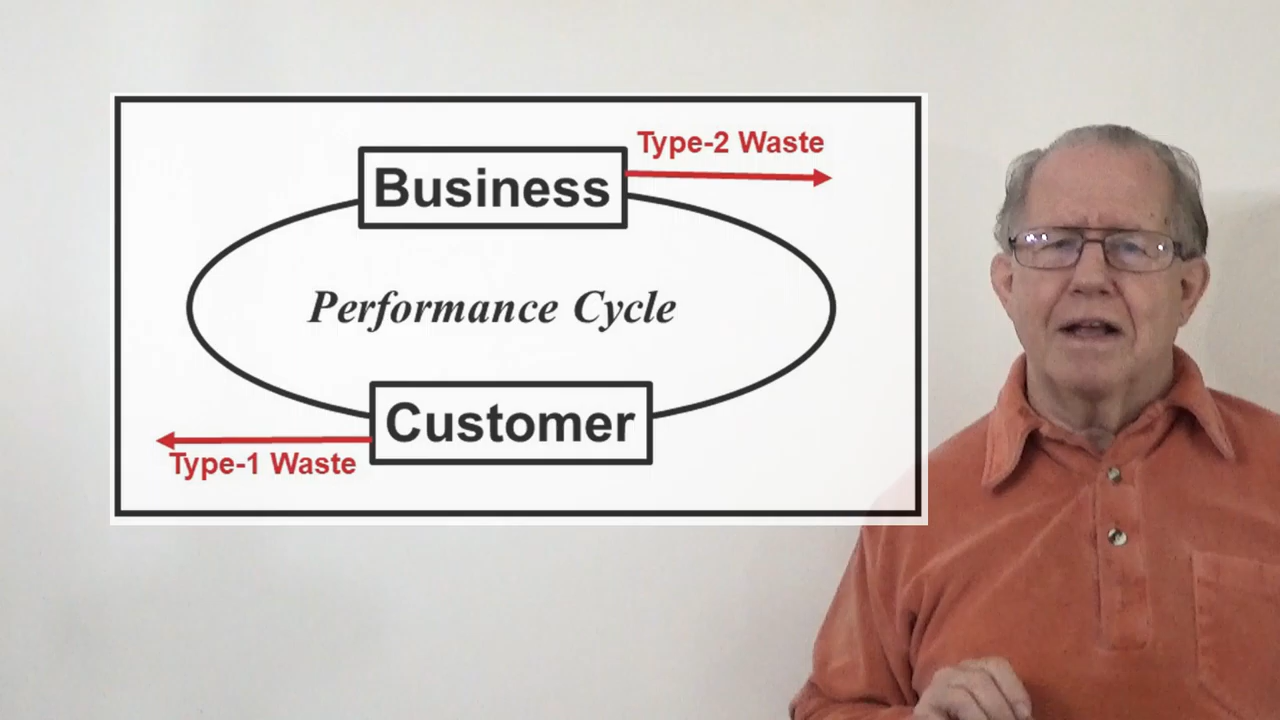 Type-2 Waste
Business
Performance Cycle
Customer
Type-1 Waste